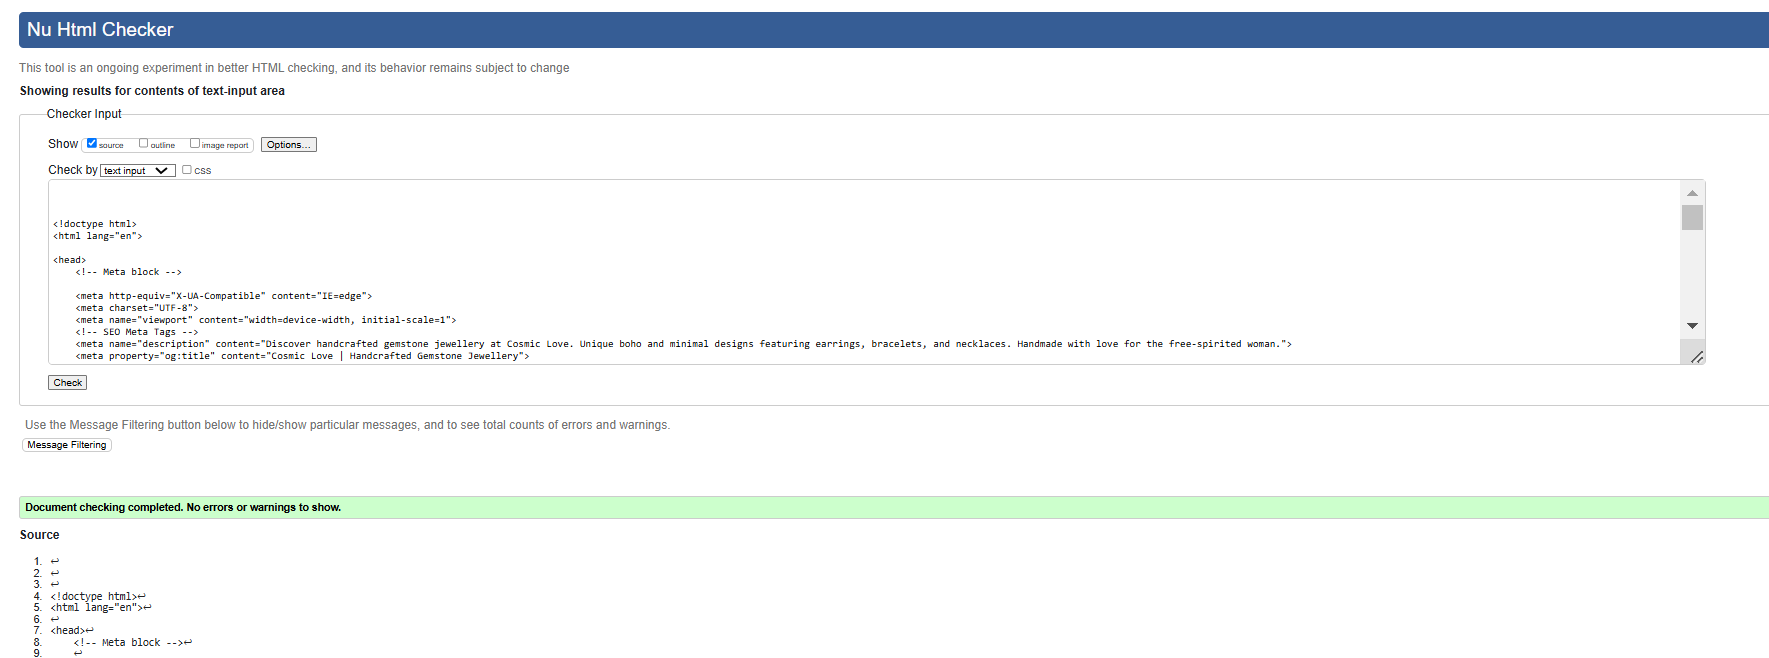 Nu Html Checker
This tool is an ongoing experiment in better HTML checking, and its behavior remains subject to change
Showing results for contents of text-input area
Checker Input
Show source outline image report Options...
Check by text input css
<!doctype html>
<html lang="en">
<head>
<!-- Meta block -->
<meta http-equiv="X-UA-Compatible" content="IE=edge">
<meta charset="UTF-8">
<meta name="viewport" content="width=device-width, initial-scale=1">
<!-- SEO Meta Tags -->
<meta name="description" content="Discover handcrafted gemstone jewellery at Cosmic Love. Unique boho and minimal designs featuring earrings, bracelets, and necklaces. Handmade with love for the free-spirited woman.">
<meta property="og:title" content="Cosmic Love | Handcrafted Gemstone Jewellery">
Check
Use the Message Filtering button below to hide/show particular messages, and to see total counts of errors and warnings.
Message Filtering
Document checking completed. No errors or warnings to show.
Source
1. ↩
2. ↩
3. ↩
4. <!doctype html>↩
5. <html lang="en">↩
6. ↩
7. <head>↩
8. <!-- Meta block -->↩
9. ↩